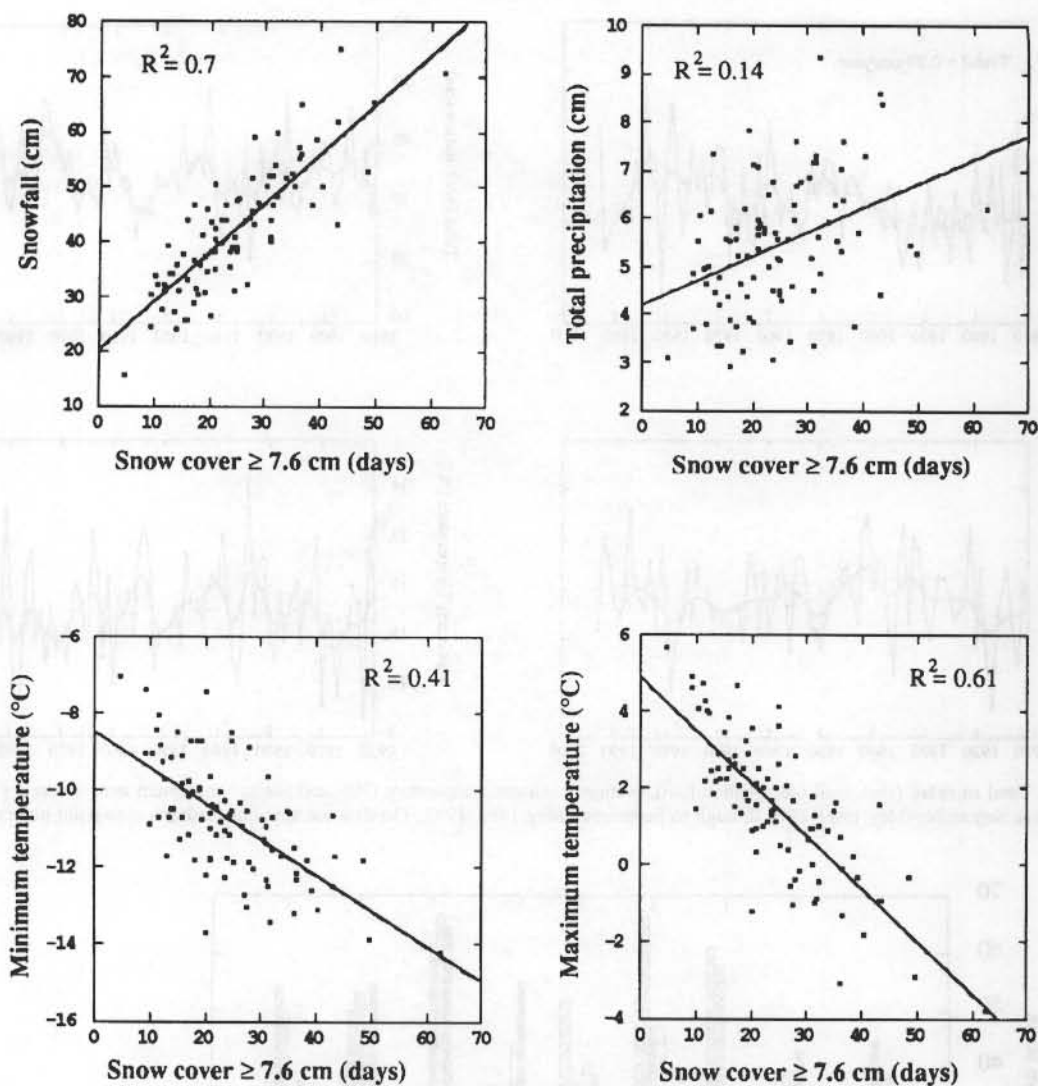 R² = 0.7
Snowfall (cm)
80
70
60
50
40
30
20
10
0 10 20 30 40 50 60 70
Snow cover ≥ 7.6 cm (days)
R² = 0.14
Total precipitation (cm)
10
9
8
7
6
5
4
3
2
0 10 20 30 40 50 60 70
Snow cover ≥ 7.6 cm (days)
R² = 0.41
Minimum temperature (°C)
-6
-8
-10
-12
-14
-16
0 10 20 30 40 50 60 70
Snow cover ≥ 7.6 cm (days)
R² = 0.61
Maximum temperature (°C)
6
4
2
0
-2
-4
0 10 20 30 40 50 60 70
Snow cover ≥ 7.6 cm (days)